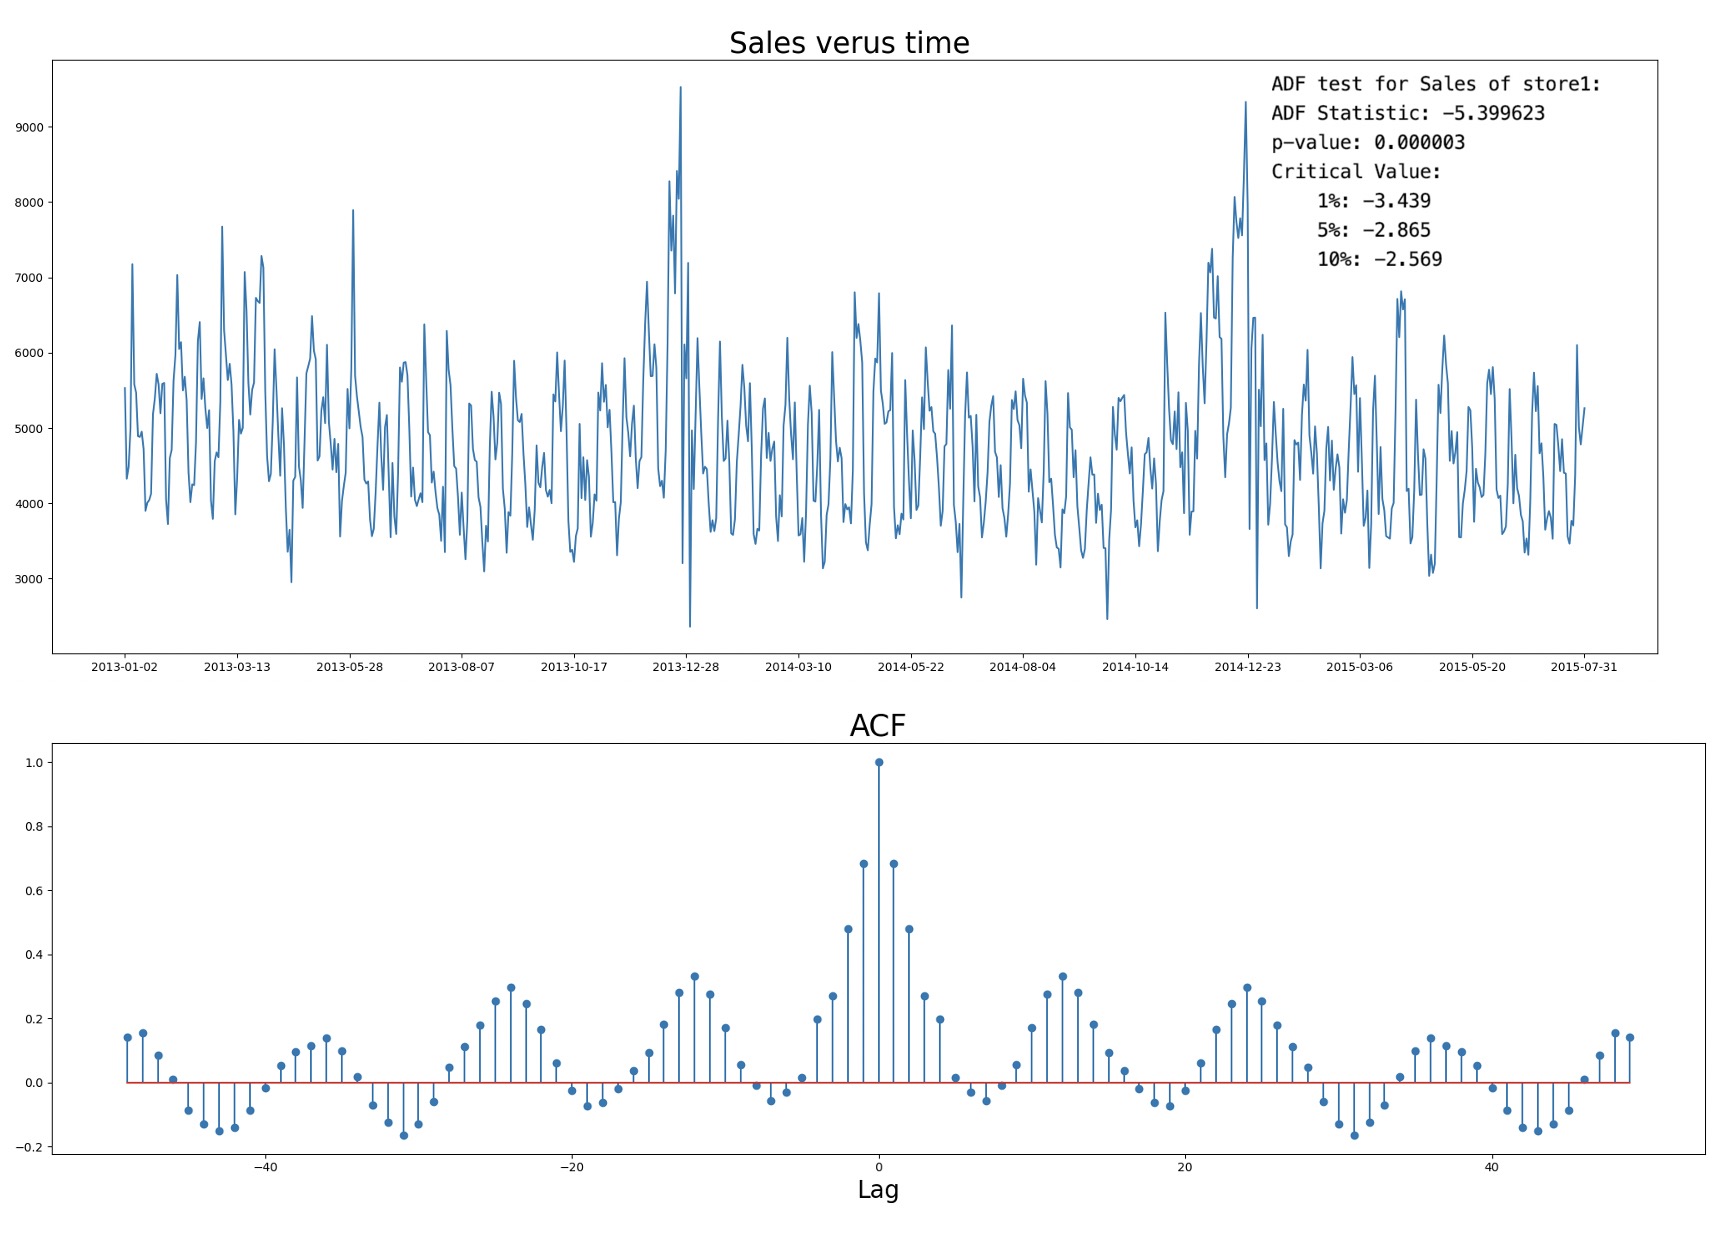 Sales verus time
ADF test for Sales of store1:
ADF Statistic: -5.399623
p-value: 0.000003
Critical Value:
1%: -3.439
5%: -2.865
10%: -2.569
9000
8000
7000
6000
5000
4000
3000
2013-01-02 2013-03-13 2013-05-28 2013-08-07 2013-10-17 2013-12-28 2014-03-10 2014-05-22 2014-08-04 2014-10-14 2014-12-23 2015-03-06 2015-05-20 2015-07-31
ACF
1.0
0.8
0.6
0.4
0.2
0.0
−0.2
−40 −20 0 20 40
Lag